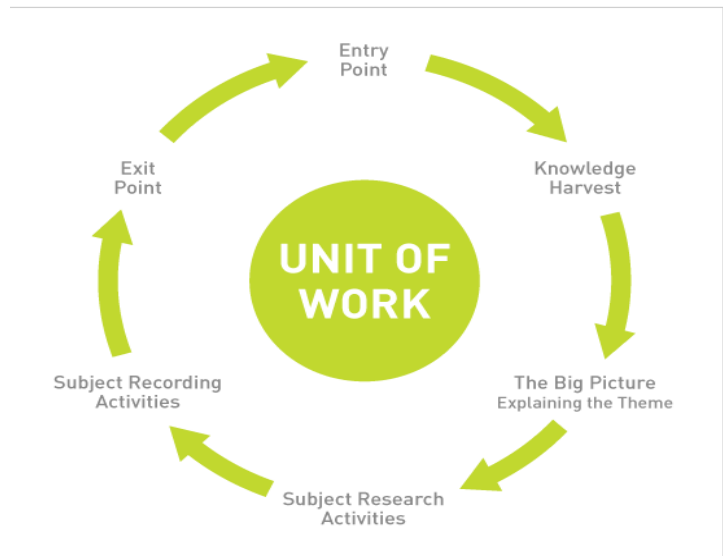 Entry
Point
Knowledge
Harvest
The Big Picture
Explaining the Theme
Subject Research
Activities
Subject Recording
Activities
Exit
Point
UNIT OF
WORK